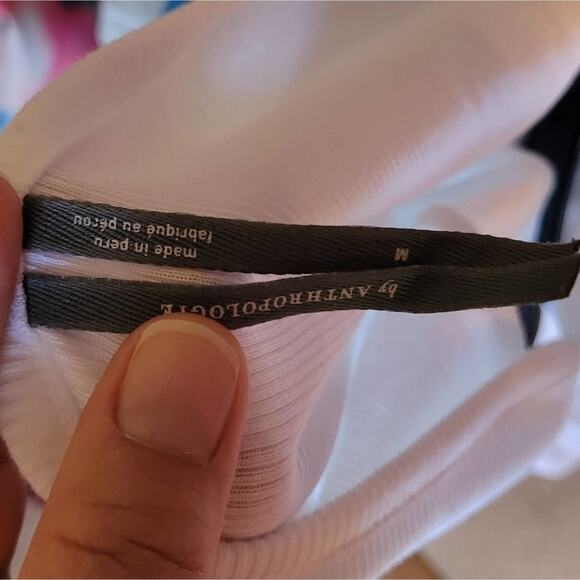 by ANTHROPOLOGIE
M
made in peru
fabriqué au pérou